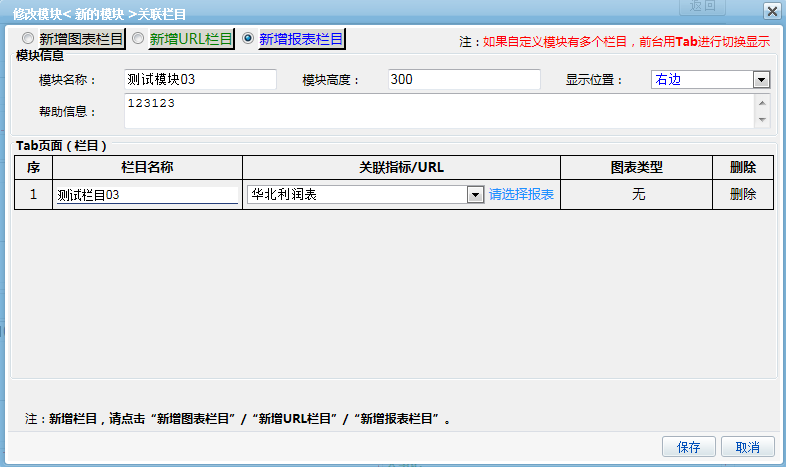 返回
修改模块< 新的模块 >关联栏目
新增图表栏目 新增URL栏目 新增报表栏目 注：如果自定义模块有多个栏目，前台用Tab进行切换显示
模块信息
模块名称： 测试模块03 模块高度： 300 显示位置： 右边
帮助信息： 123123
Tab页面（栏目）
序 栏目名称 关联指标/URL 图表类型 删除
1 测试栏目03 华北利润表 请选择报表 无 删除
注：新增栏目，请点击“新增图表栏目”/“新增URL栏目”/“新增报表栏目”。
保存 取消